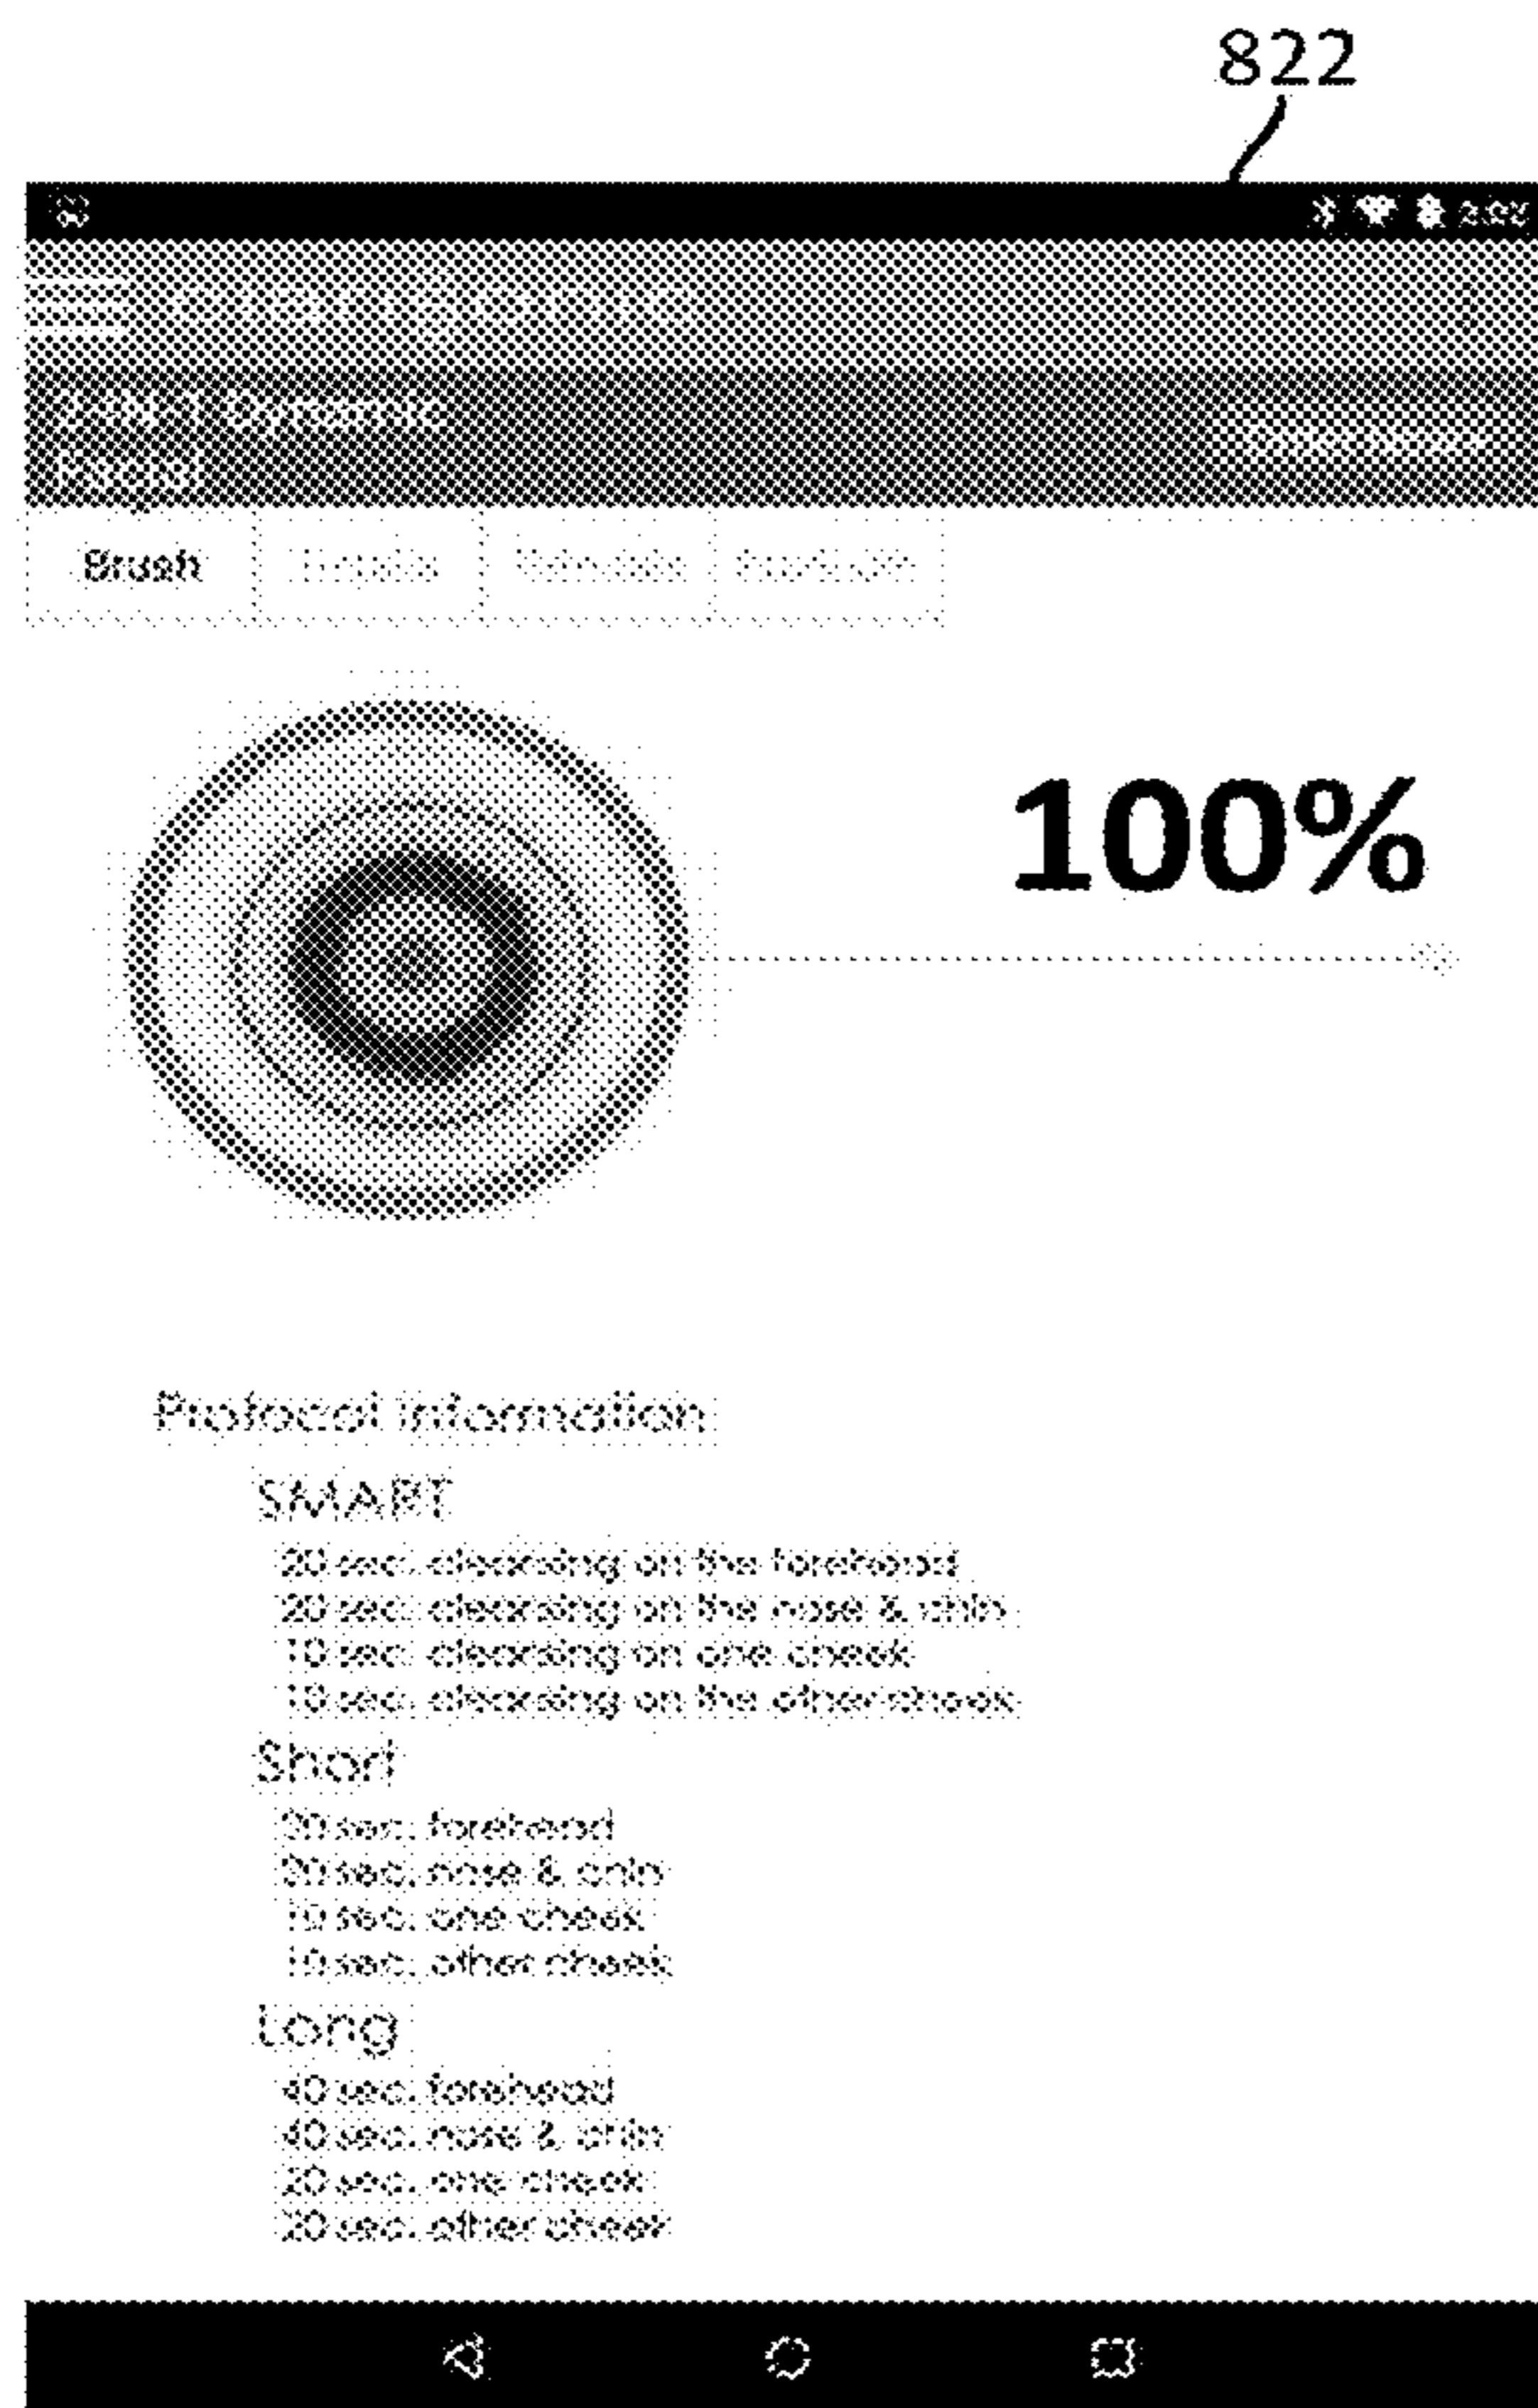 822
Brush
100%
Protocol Information
SMART
20 sec. cleansing on the forehead
20 sec. cleansing on the nose & chin
10 sec. cleansing on one cheek
10 sec. cleansing on the other cheek
Short
20 sec. forehead
20 sec. nose & chin
10 sec. one cheek
10 sec. other cheek
Long
40 sec. forehead
40 sec. nose & chin
20 sec. one cheek
20 sec. other cheek